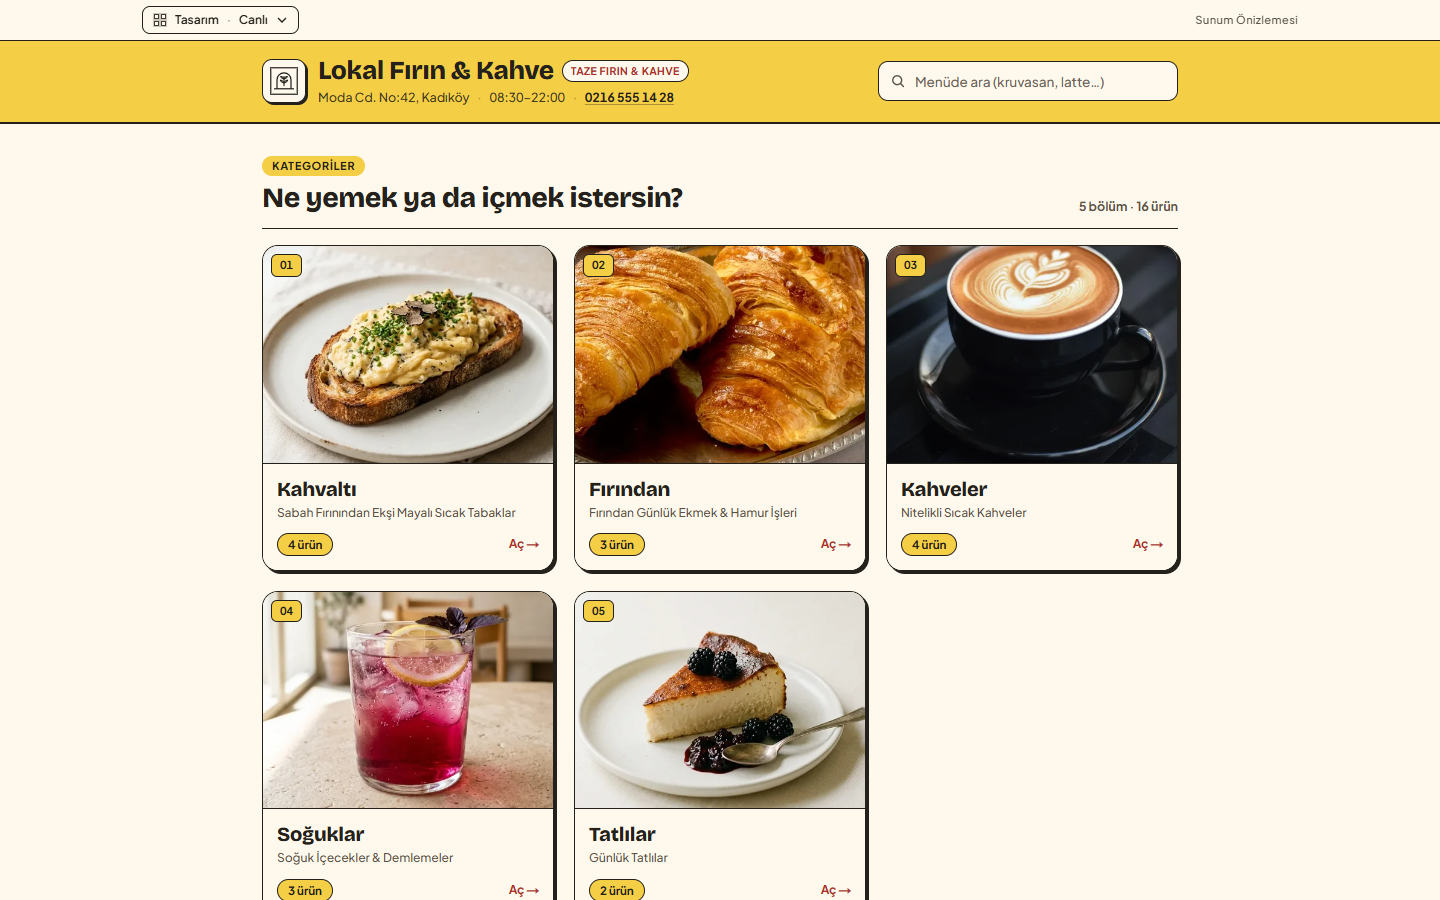 Tasarım · Canlı
Sunum Önizlemesi
Lokal Fırın & Kahve
TAZE FIRIN & KAHVE
Moda Cd. No:42, Kadıköy · 08:30–22:00 · 0216 555 14 28
Menüde ara (kruvasan, latte…)
KATEGORİLER
Ne yemek ya da içmek istersin?
5 bölüm · 16 ürün
01
Kahvaltı
Sabah Fırınından Ekşi Mayalı Sıcak Tabaklar
4 ürün
Aç →
02
Fırından
Fırından Günlük Ekmek & Hamur İşleri
3 ürün
Aç →
03
Kahveler
Nitelikli Sıcak Kahveler
4 ürün
Aç →
04
Soğuklar
Soğuk İçecekler & Demlemeler
3 ürün
Aç →
05
Tatlılar
Günlük Tatlılar
2 ürün
Aç →